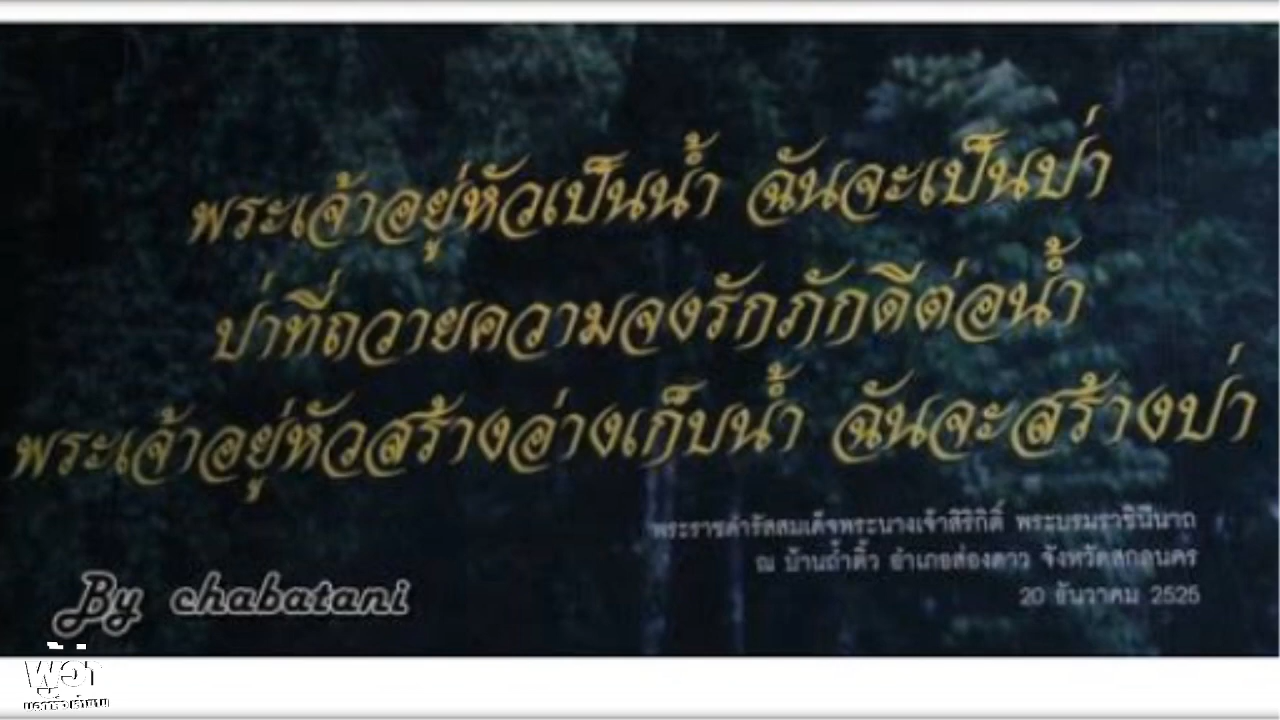 พระเจ้าอยู่หัวเป็นน้ำ ฉันจะเป็นป่า
ป่าที่ถวายความจงรักภักดีต่อน้ำ
พระเจ้าอยู่หัวสร้างอ่างเก็บน้ำ ฉันจะสร้างป่า
พระราชดำรัสสมเด็จพระนางเจ้าสิริกิติ์ พระบรมราชินีนาถ
ณ บ้านถ้ำติ้ว อำเภอส่องดาว จังหวัดสกลนคร
20 ธันวาคม 2525
By chabatani